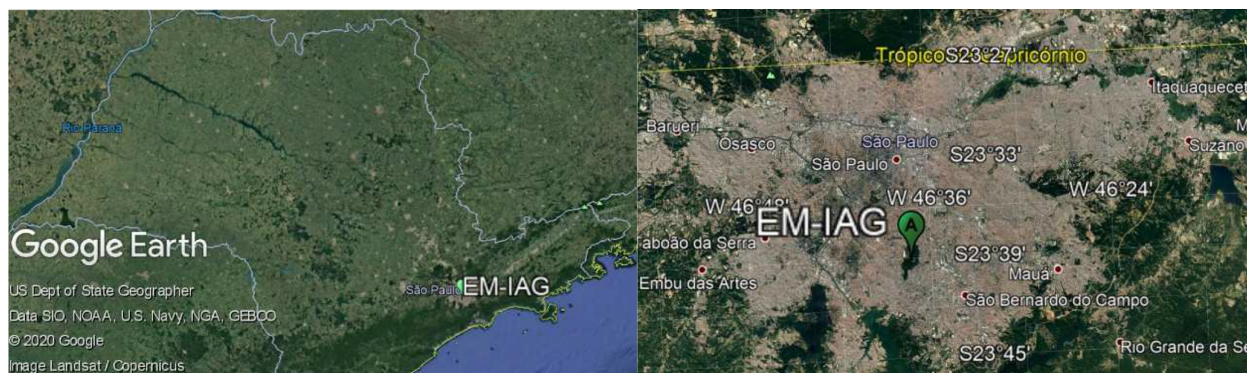 Rio Paraná
Google Earth
US Dept of State Geographer
Data SIO, NOAA, U.S. Navy, NGA, GEBCO
© 2020 Google
Image Landsat / Copernicus
São Paulo
EM-IAG
S23°27'
Itaquaquecet
Barueri
Osasco
São Paulo
São Paulo
S23°33'
Suzano
M
W 46°24'
W 46°36'
W 46°48'
EM-IAG
A
aboão da Serra
S23°39'
Embu das Artes
Mauá
São Bernardo do Campo
S23°45'
Rio Grande da Se